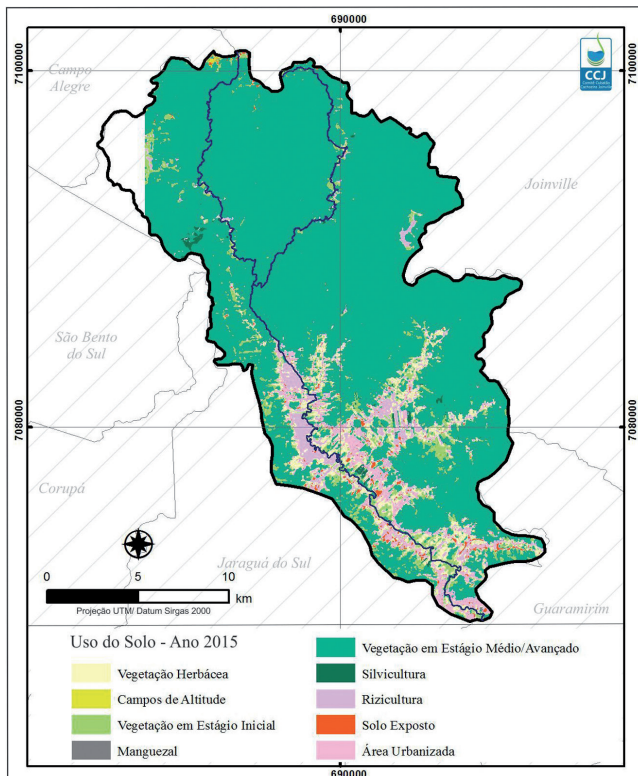 690000
7100000
7100000
CCJ
Campo
Alegre
Joinville
São Bento
do Sul
7080000
7080000
Corupá
Jaraguá do Sul
Guaramirim
0 5 10
km
Projeção UTM/ Datum Sirgas 2000
Uso do Solo - Ano 2015
Vegetação Herbácea
Campos de Altitude
Vegetação em Estágio Inicial
Manguezal
Vegetação em Estágio Médio/Avançado
Silvicultura
Rizicultura
Solo Exposto
Área Urbanizada
690000